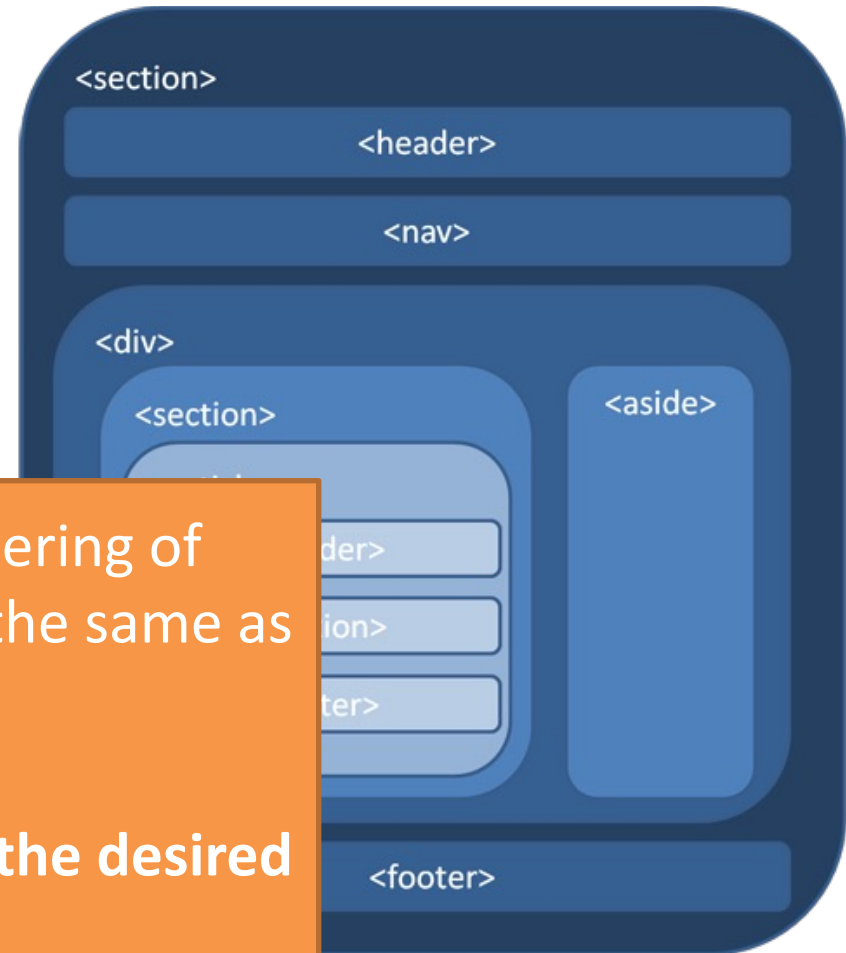 <section>
<header>
<nav>
<div>
<section>
<aside>
ering of
der>
the same as
ion>
ter>
the desired
<footer>